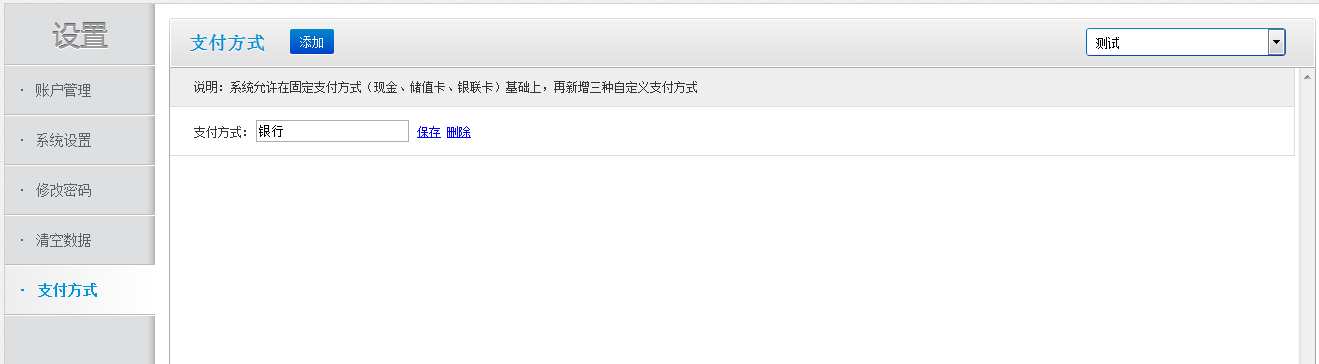 设置
· 账户管理
· 系统设置
· 修改密码
· 清空数据
· 支付方式
支付方式 添加 测试
说明：系统允许在固定支付方式（现金、储值卡、银联卡）基础上，再新增三种自定义支付方式
支付方式： 银行 保存 删除